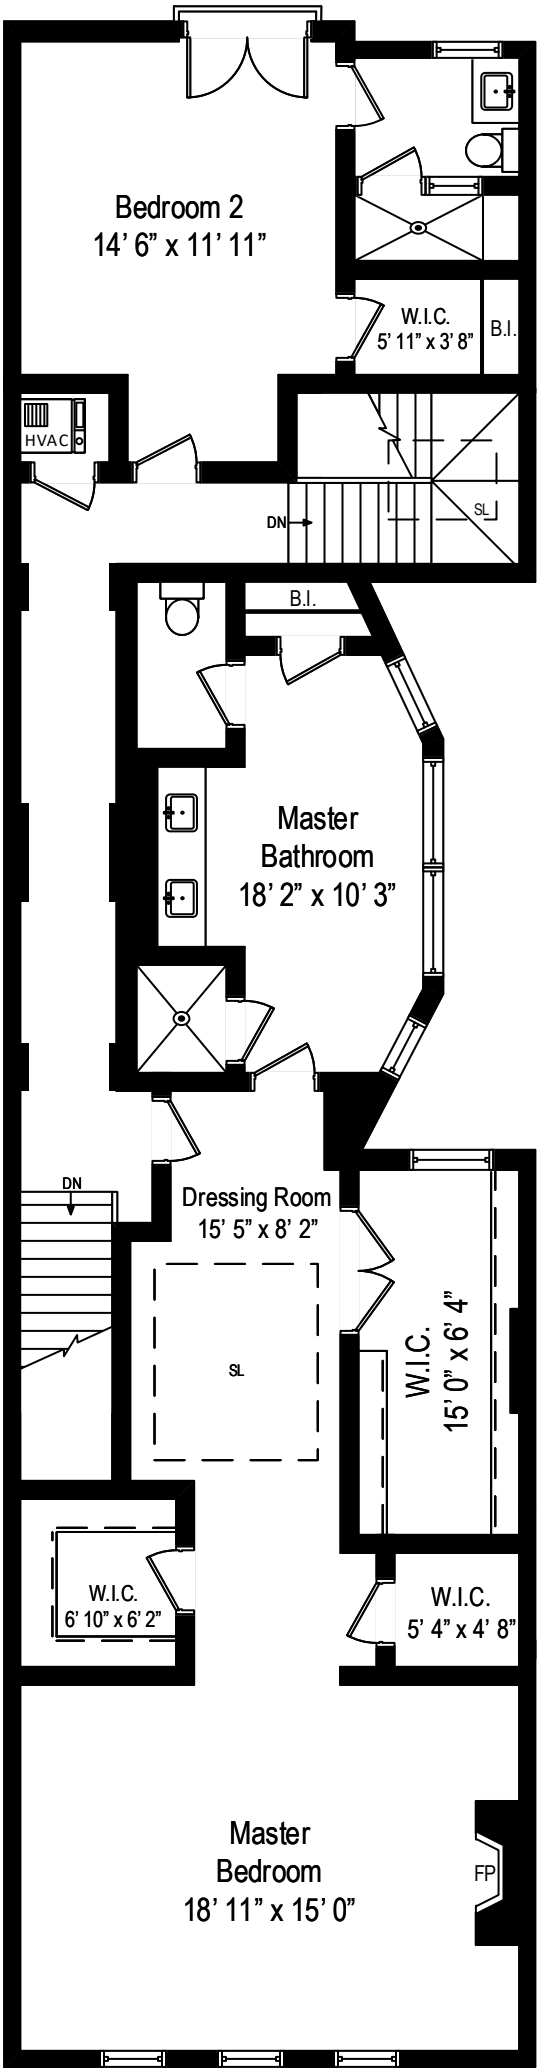 Bedroom 2
14' 6" x 11' 11"
W.I.C.
5' 11" x 3' 8"
B.I.
HVAC
SL
DN
B.I.
Master
Bathroom
18' 2" x 10' 3"
DN
Dressing Room
15' 5" x 8' 2"
SL
W.I.C.
15' 0" x 6' 4"
W.I.C.
6' 10" x 6' 2"
W.I.C.
5' 4" x 4' 8"
Master
Bedroom
18' 11" x 15' 0"
FP